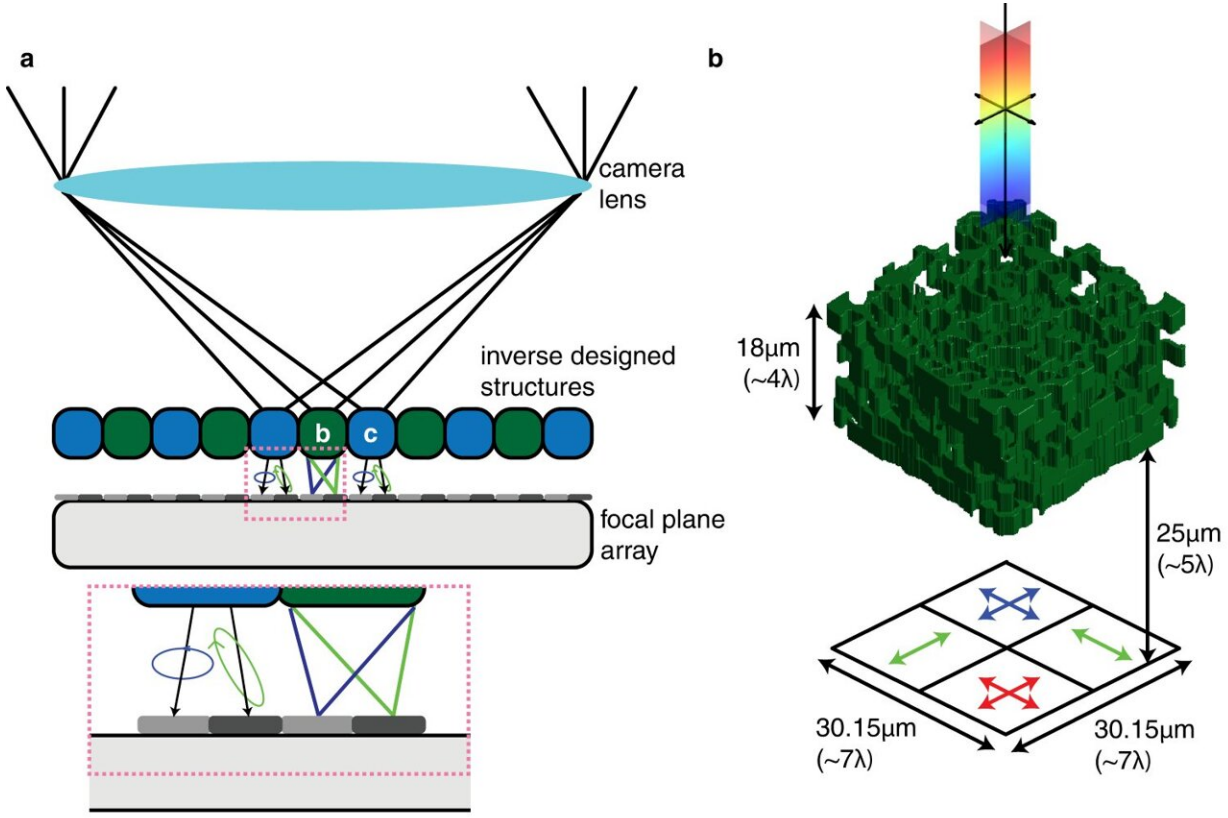 a
camera
lens
inverse designed
structures
b
c
focal plane
array
b
18μm
(~4λ)
25μm
(~5λ)
30.15μm
(~7λ)
30.15μm
(~7λ)